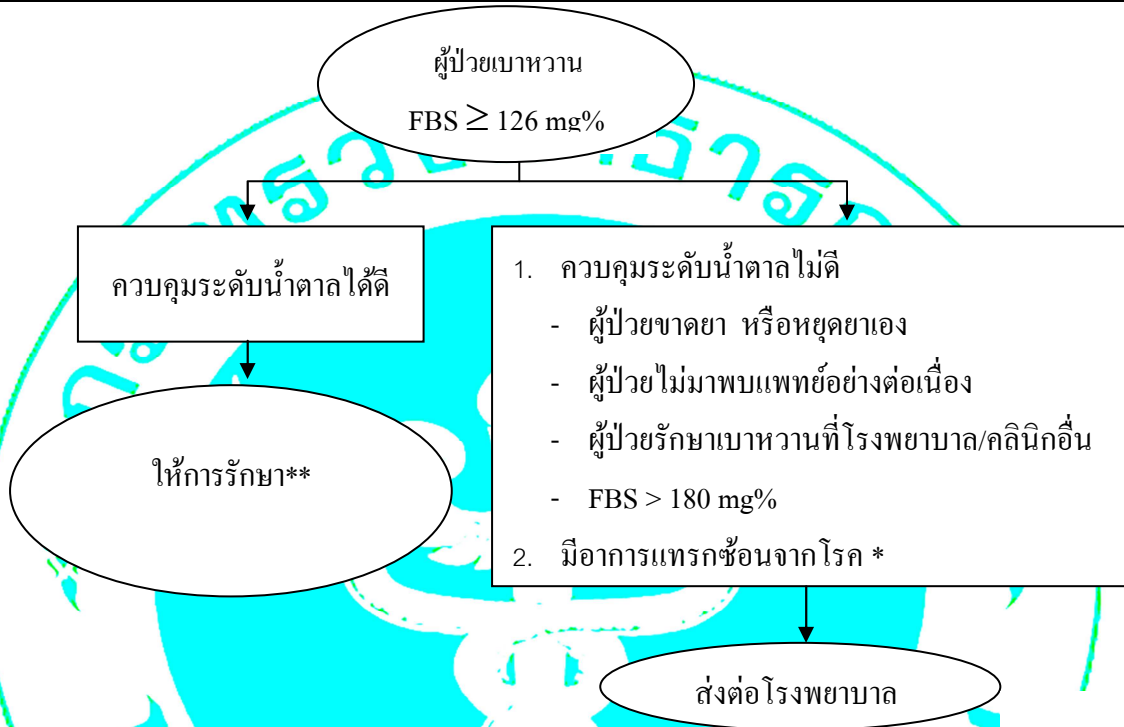 ผู้ป่วยเบาหวาน
FBS ≥ 126 mg%
ควบคุมระดับน้ำตาลได้ดี
ให้การรักษา**
1. ควบคุมระดับน้ำตาลไม่ดี
- ผู้ป่วยขาดยา หรือหยุดยาเอง
- ผู้ป่วยไม่มาพบแพทย์อย่างต่อเนื่อง
- ผู้ป่วยรักษาเบาหวานที่โรงพยาบาล/คลินิกอื่น
- FBS > 180 mg%
2. มีอาการแทรกซ้อนจากโรค *
ส่งต่อโรงพยาบาล